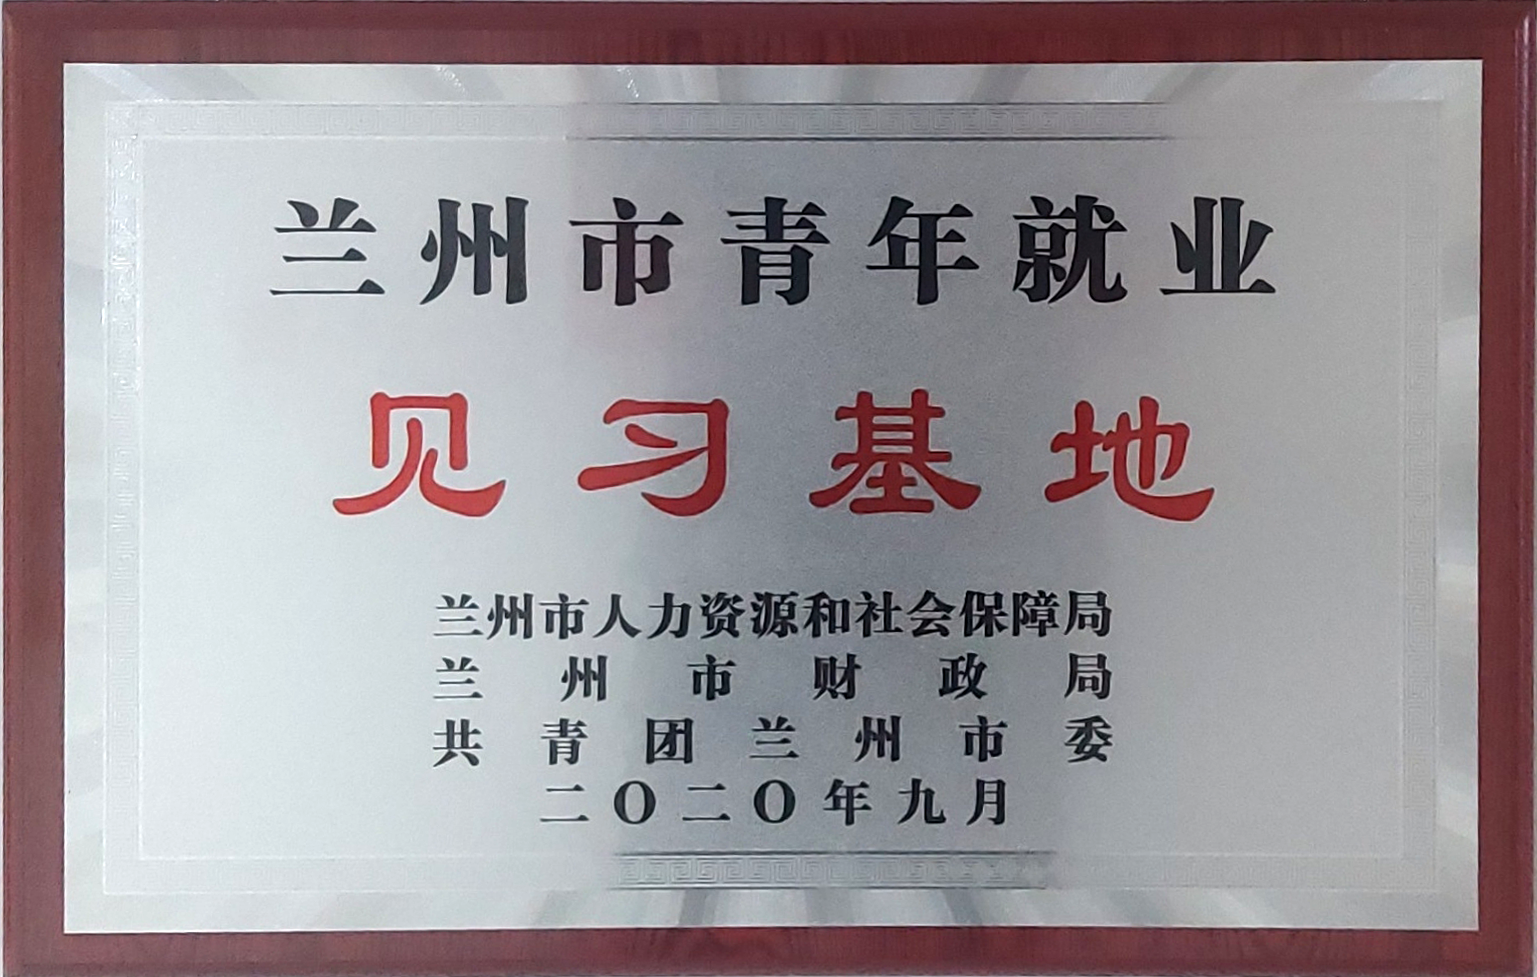 兰州市青年就业
见习基地
兰州市人力资源和社会保障局
兰州市财政局
共青团兰州市委
二〇二〇年九月